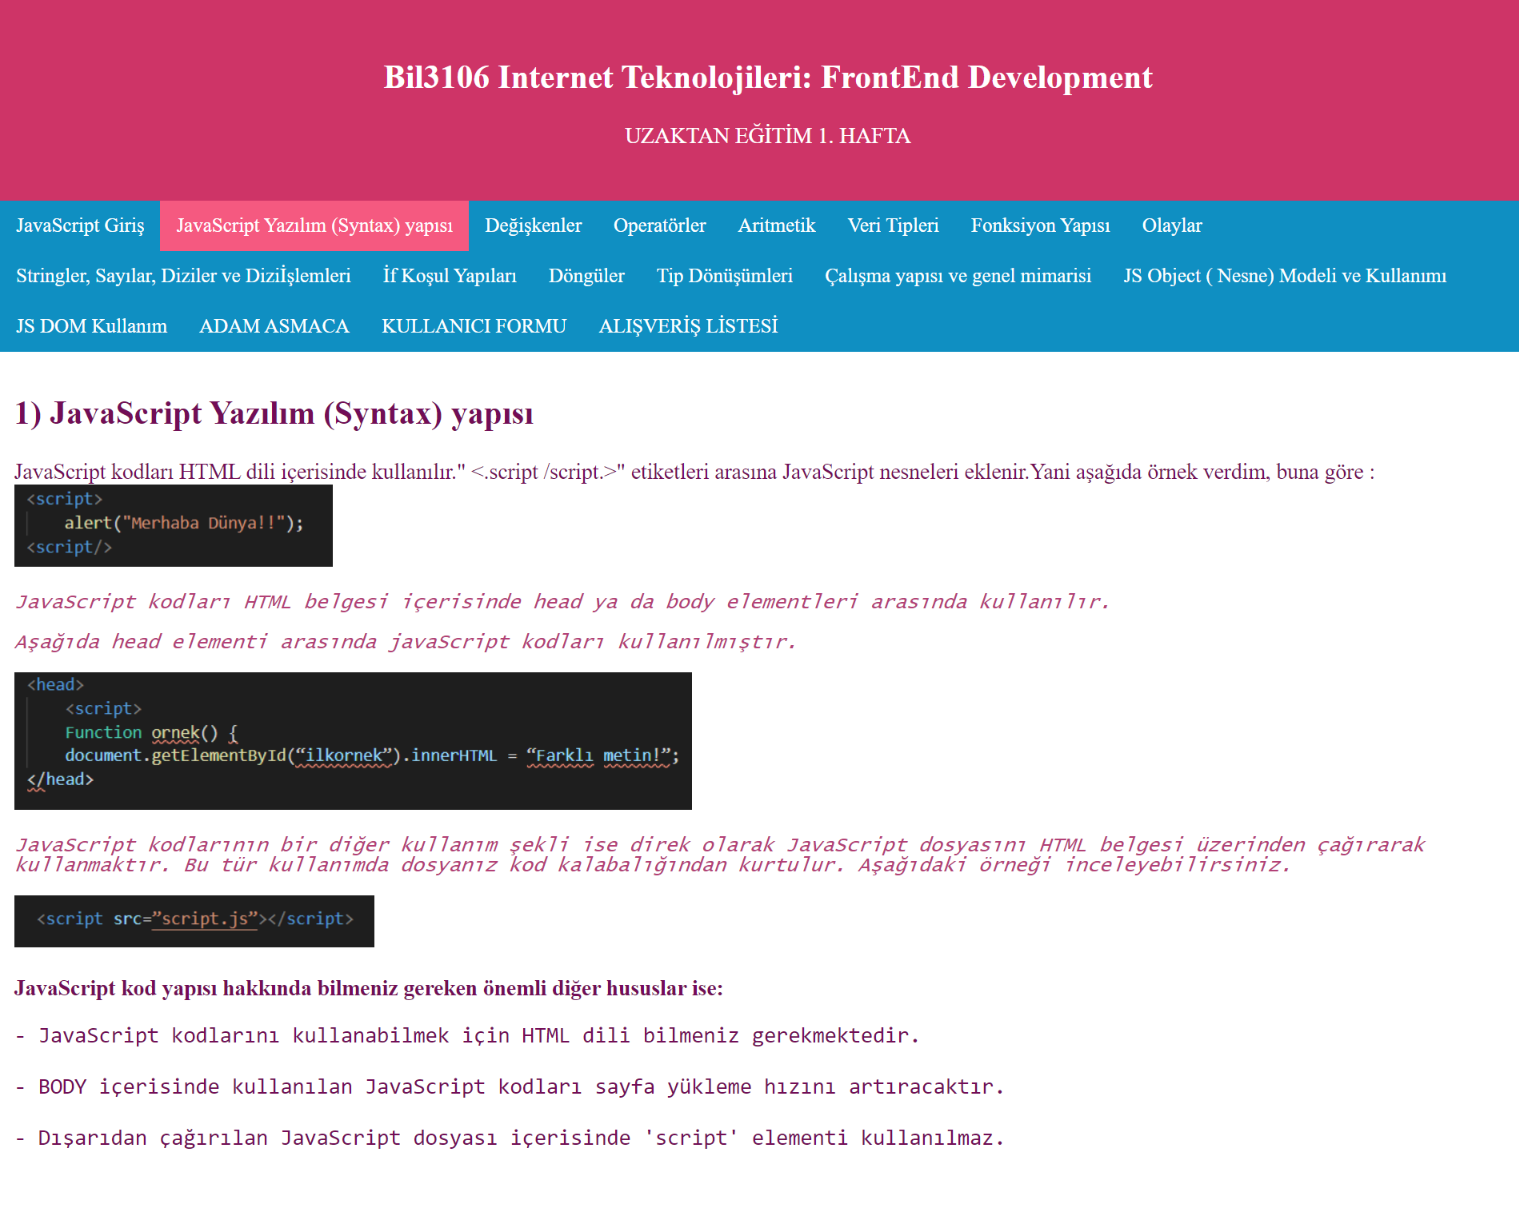 Bil3106 Internet Teknolojileri: FrontEnd Development
UZAKTAN EĞİTİM 1. HAFTA
JavaScript Giriş JavaScript Yazılım (Syntax) yapısı Değişkenler Operatörler Aritmetik Veri Tipleri Fonksiyon Yapısı Olaylar
Stringler, Sayılar, Diziler ve Diziİşlemleri İf Koşul Yapıları Döngüler Tip Dönüşümleri Çalışma yapısı ve genel mimarisi JS Object ( Nesne) Modeli ve Kullanımı
JS DOM Kullanım ADAM ASMACA KULLANICI FORMU ALIŞVERİŞ LİSTESİ
1) JavaScript Yazılım (Syntax) yapısı
JavaScript kodları HTML dili içerisinde kullanılır." <.script /script.>" etiketleri arasına JavaScript nesneleri eklenir.Yani aşağıda örnek verdim, buna göre :
<script>
alert("Merhaba Dünya!!");
<script/>
JavaScript kodları HTML belgesi içerisinde head ya da body elementleri arasında kullanılır.
Aşağıda head elementi arasında javaScript kodları kullanılmıştır.
<head>
<script>
Function ornek() {
document.getElementById(“ilkornek”).innerHTML = “Farklı metin!”;
</head>
JavaScript kodlarının bir diğer kullanım şekli ise direk olarak JavaScript dosyasını HTML belgesi üzerinden çağırarak
kullanmaktır. Bu tür kullanımda dosyanız kod kalabalığından kurtulur. Aşağıdaki örneği inceleyebilirsiniz.
<script src=”script.js”></script>
JavaScript kod yapısı hakkında bilmeniz gereken önemli diğer hususlar ise:
- JavaScript kodlarını kullanabilmek için HTML dili bilmeniz gerekmektedir.
- BODY içerisinde kullanılan JavaScript kodları sayfa yükleme hızını artıracaktır.
- Dışarıdan çağırılan JavaScript dosyası içerisinde 'script' elementi kullanılmaz.